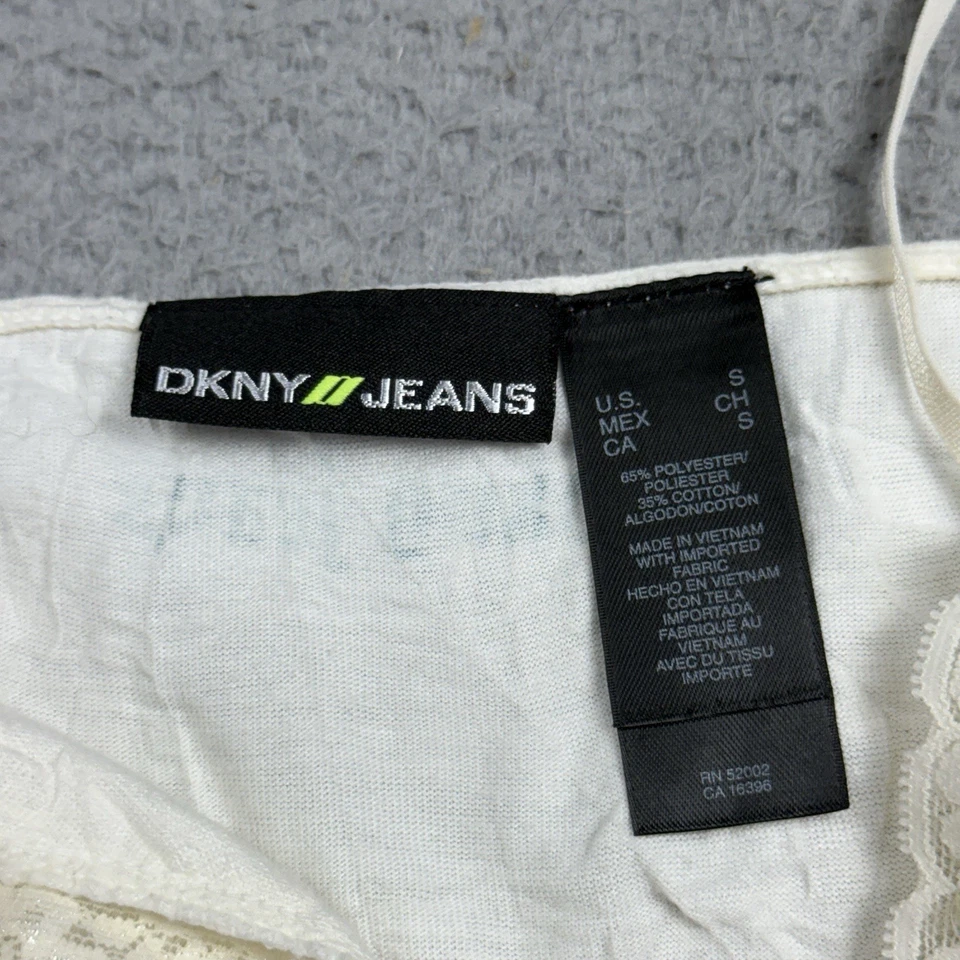 DKNY JEANS
S
U.S. CH
MEX S
CA
65% POLYESTER/
POLIESTER
35% COTTON/
ALGODON/COTON
MADE IN VIETNAM
WITH IMPORTED
FABRIC
HECHO EN VIETNAM
CON TELA
IMPORTADA
FABRIQUE AU
VIETNAM
AVEC DU TISSU
IMPORTE
RN 52002
CA 16396